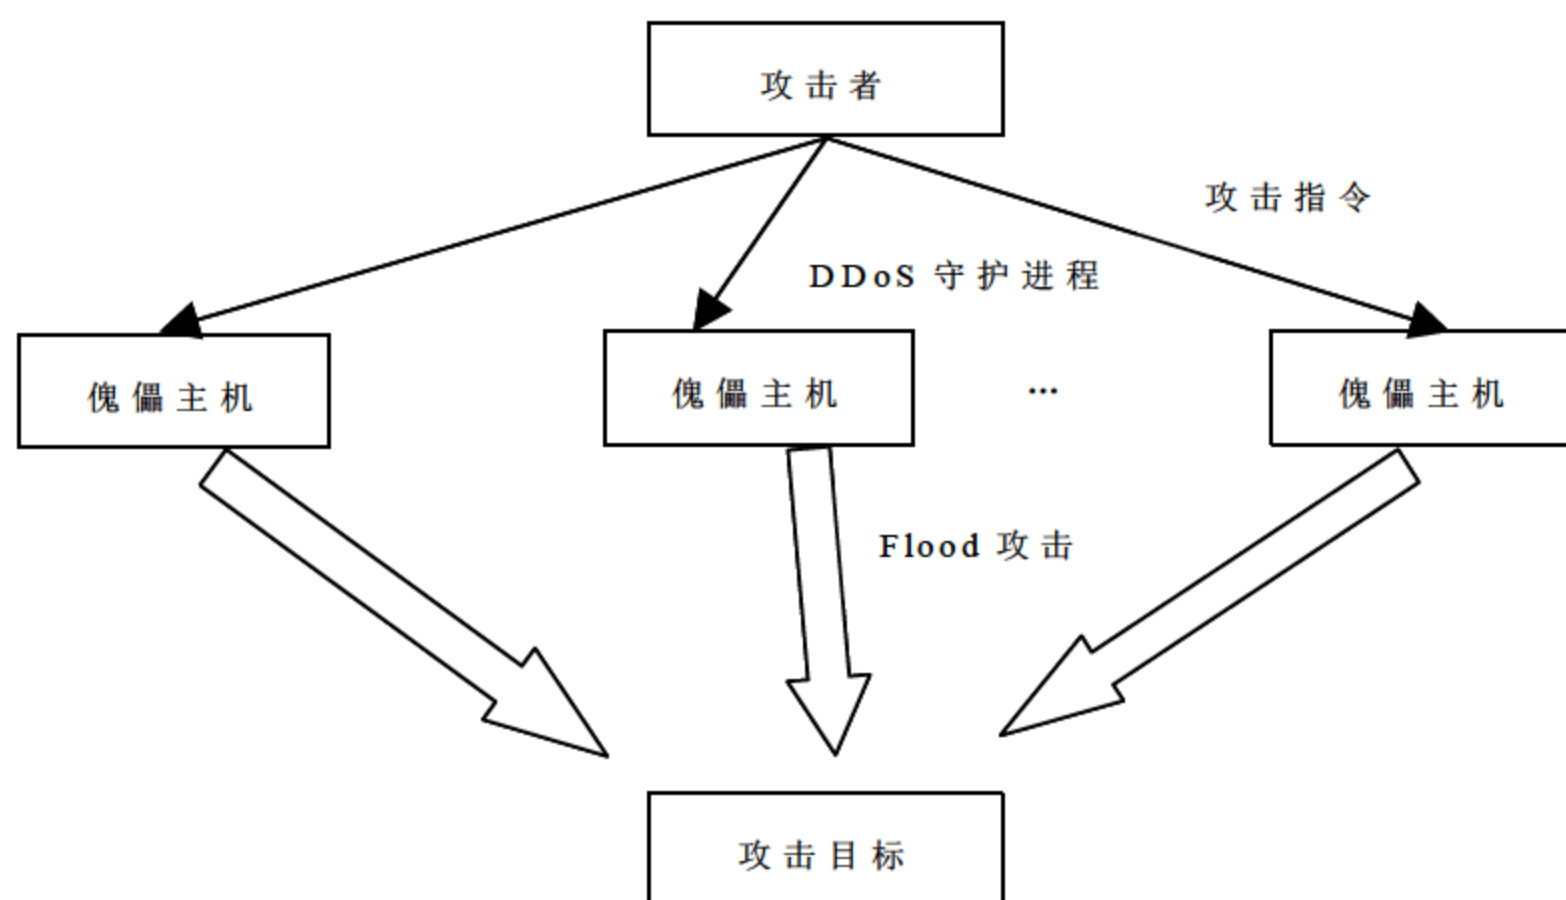 攻击者
攻击指令
DDoS 守护进程
傀儡主机
傀儡主机
…
傀儡主机
Flood 攻击
攻击目标